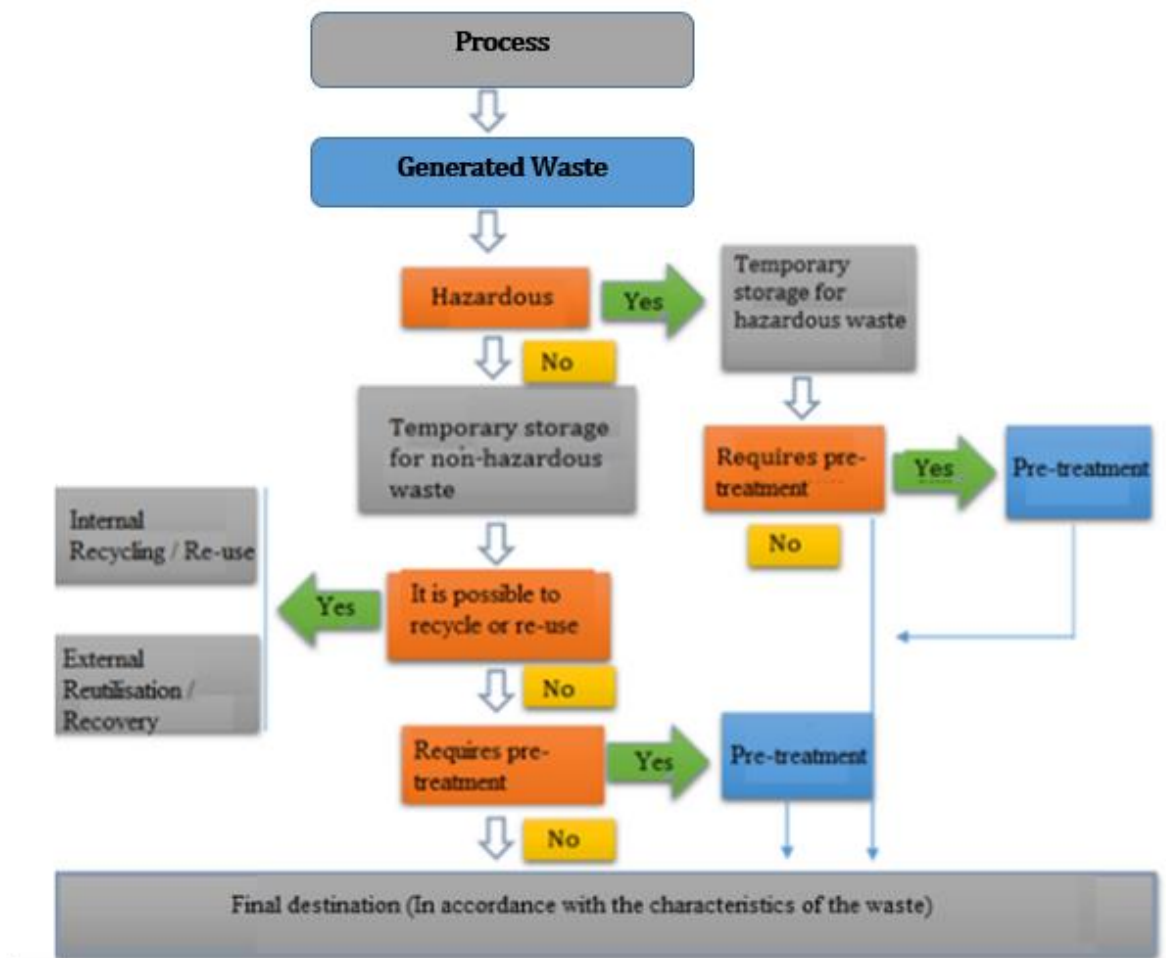 Process
Generated Waste
Hazardous
Yes
Temporary
storage for
hazardous waste
No
Temporary storage
for non-hazardous
waste
Requires pre-
treatment
Yes
Pre-treatment
No
Internal
Recycling / Re-use
It is possible to
recycle or re-use
Yes
External
Reutilisation /
Recovery
No
Requires pre-
treatment
Yes
Pre-treatment
No
Final destination (In accordance with the characteristics of the waste)